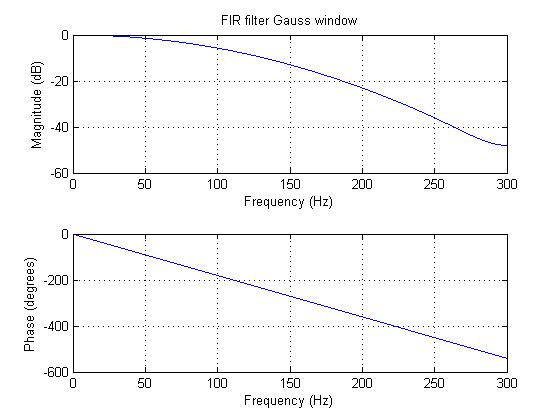 FIR filter Gauss window
0
-20
-40
-60
Magnitude (dB)
0 50 100 150 200 250 300
Frequency (Hz)
0
-200
-400
-600
Phase (degrees)
0 50 100 150 200 250 300
Frequency (Hz)